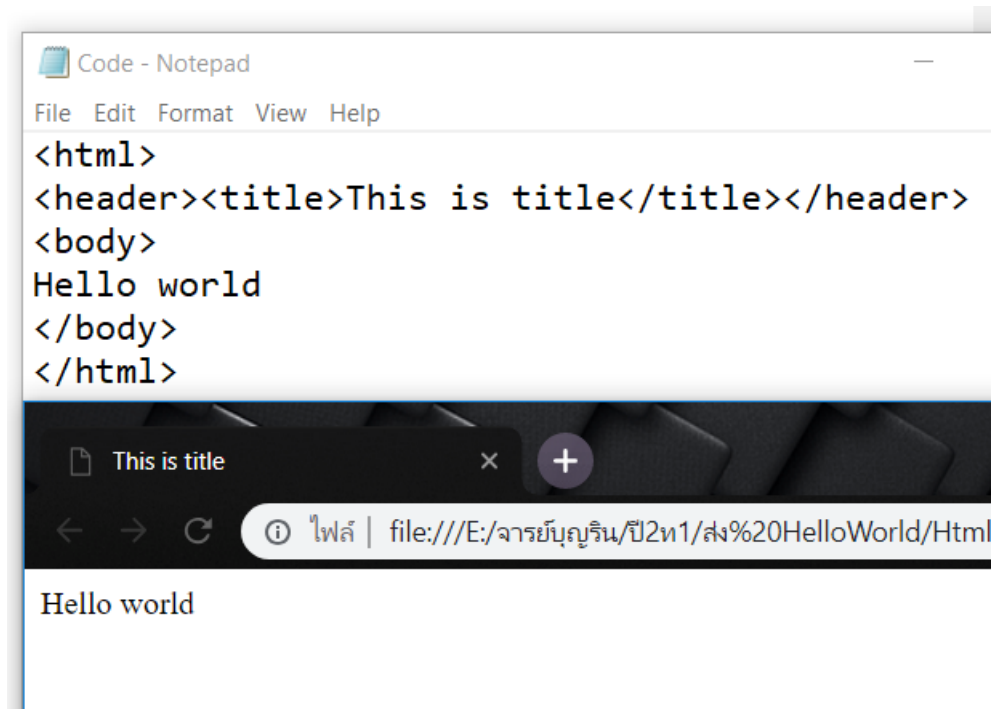 Code - Notepad
File Edit Format View Help
<html>
<header><title>This is title</title></header>
<body>
Hello world
</body>
</html>
This is title
ไฟล์ | file:///E:/จารย์บุญริน/ปี2ท1/ส่ง%20HelloWorld/Html
Hello world